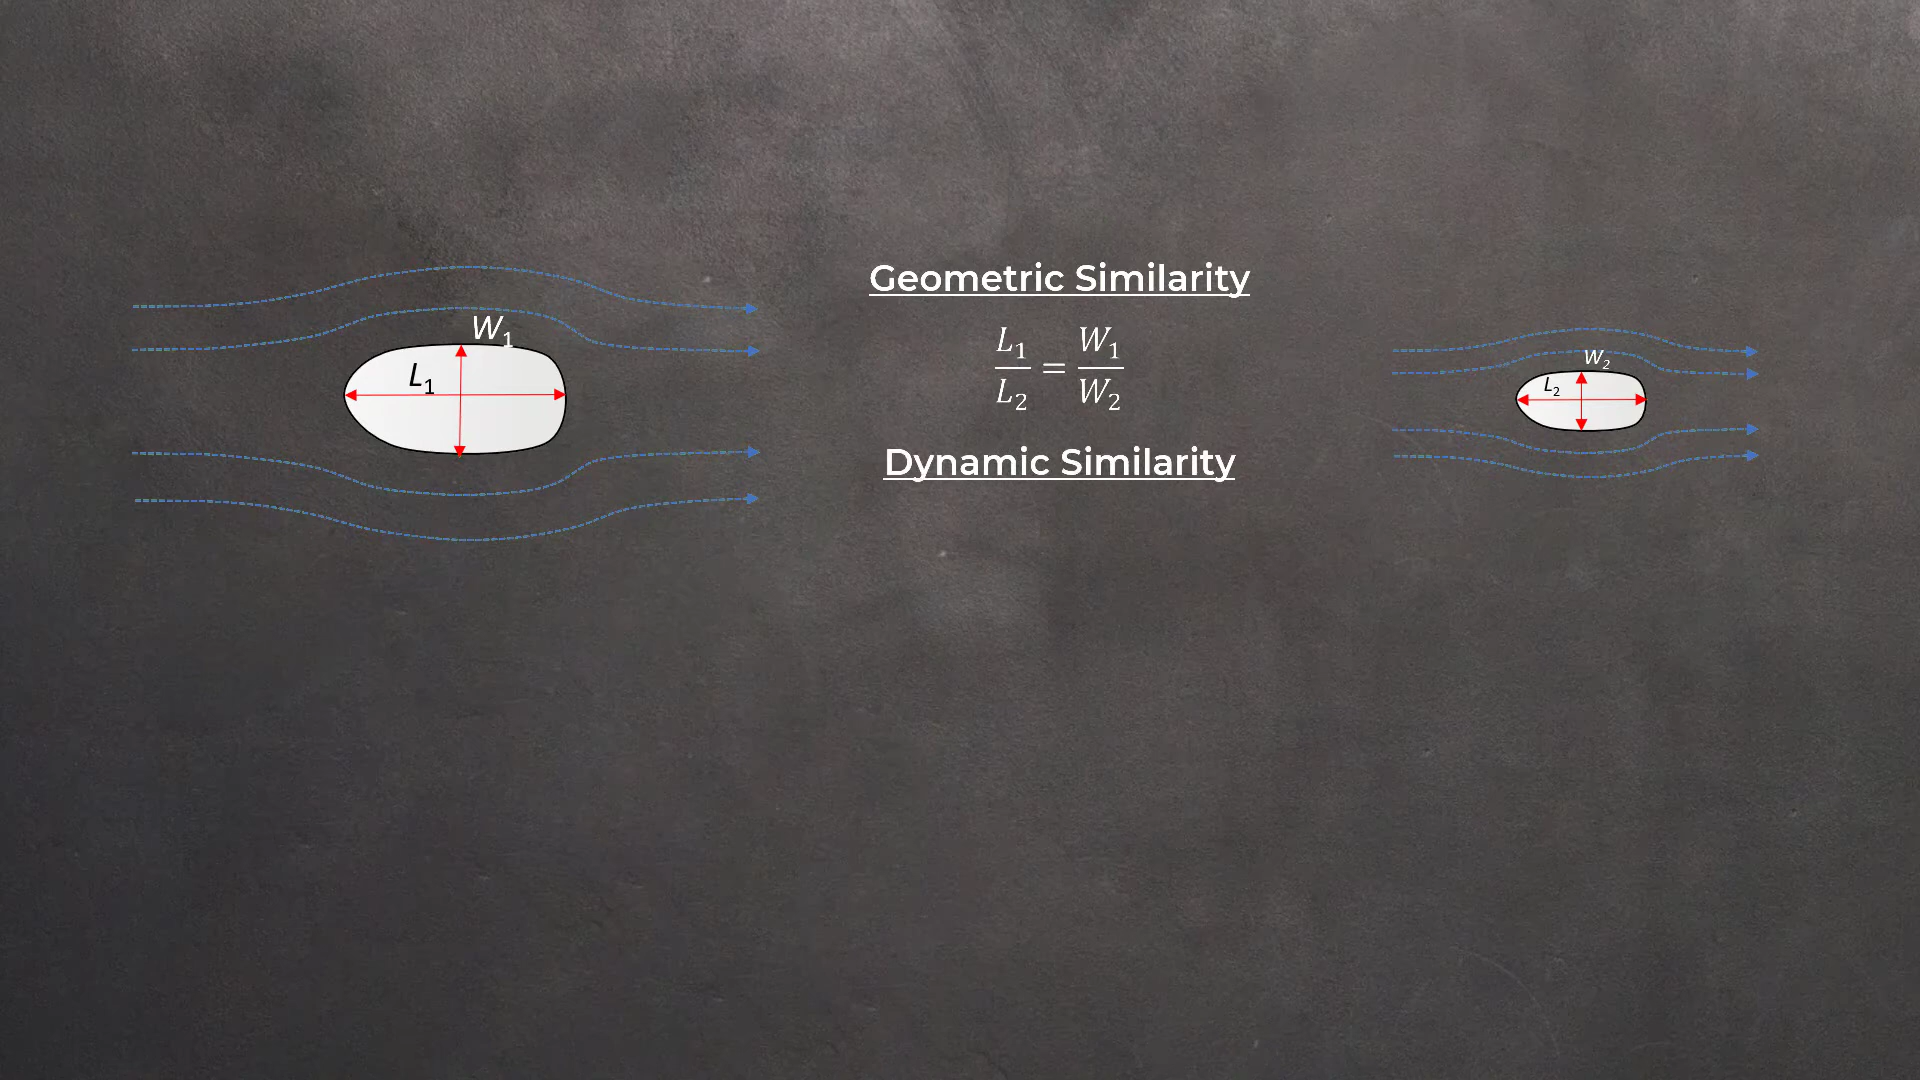 Geometric Similarity
W₁
L₁
L₁/L₂ = W₁/W₂
W₂
L₂
Dynamic Similarity